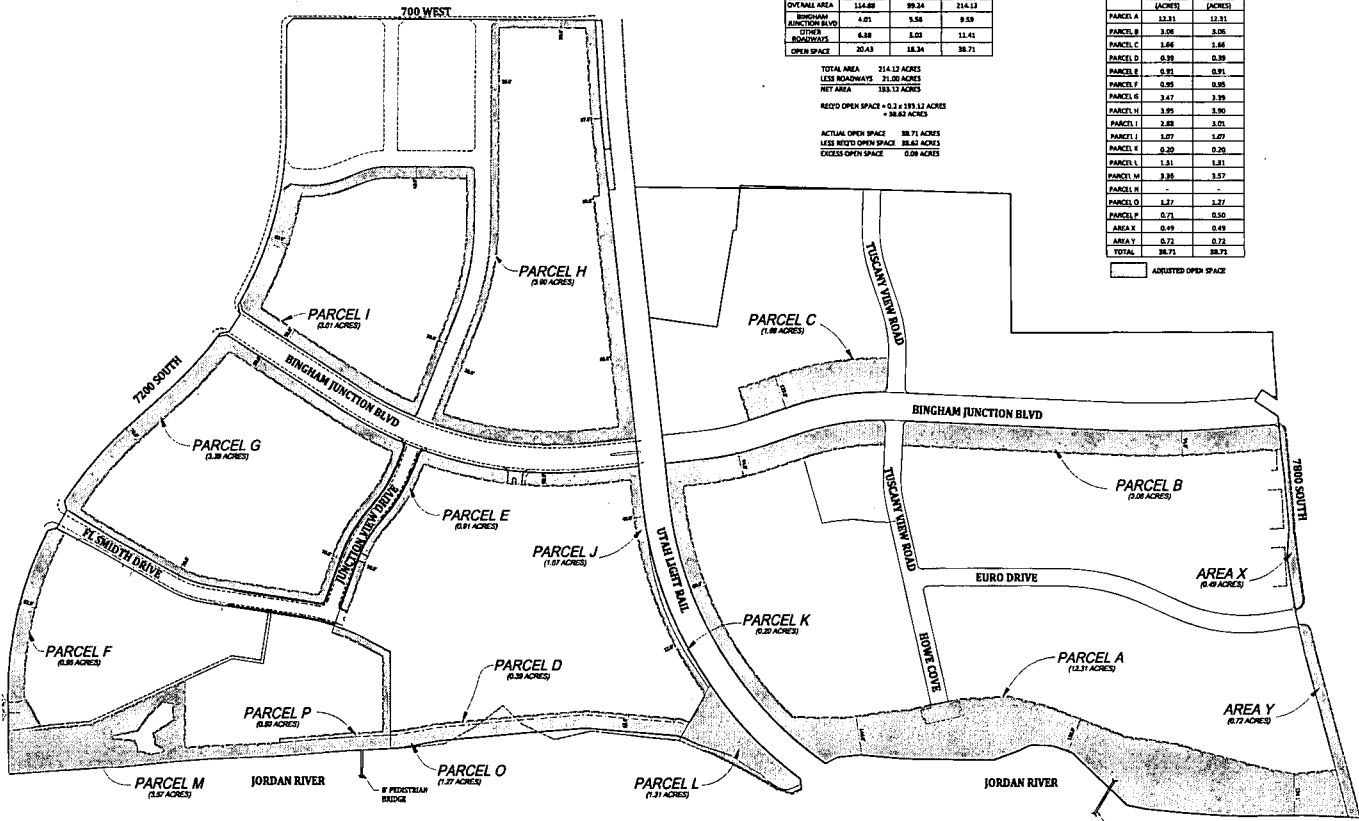 700 WEST
OVERALL AREA 114.88 99.24 214.12
BINGHAM JUNCTION BLVD 4.01 5.58 9.59
OTHER ROADWAYS 6.38 5.03 11.41
OPEN SPACE 20.43 18.34 38.71
TOTAL AREA 214.12 ACRES
LESS ROADWAYS 21.00 ACRES
NET AREA 193.12 ACRES
REQ'D OPEN SPACE = 0.2 x 193.12 ACRES
= 38.62 ACRES
ACTUAL OPEN SPACE 38.71 ACRES
LESS REQ'D OPEN SPACE 38.62 ACRES
EXCESS OPEN SPACE 0.09 ACRES
(ACRES) (ACRES)
PARCEL A 12.31 12.31
PARCEL B 3.06 3.06
PARCEL C 1.66 1.66
PARCEL D 0.39 0.39
PARCEL E 0.91 0.91
PARCEL F 0.95 0.95
PARCEL G 3.47 3.39
PARCEL H 3.95 3.90
PARCEL I 2.88 3.01
PARCEL J 1.07 1.07
PARCEL K 0.20 0.20
PARCEL L 1.31 1.31
PARCEL M 3.36 3.57
PARCEL N - -
PARCEL O 1.27 1.27
PARCEL P 0.71 0.50
AREA X 0.49 0.49
AREA Y 0.72 0.72
TOTAL 38.71 38.71
ADJUSTED OPEN SPACE
PARCEL H
(3.90 ACRES)
PARCEL I
(3.01 ACRES)
PARCEL C
TUSCANY VIEW ROAD
7200 SOUTH
BINGHAM JUNCTION BLVD
BINGHAM JUNCTION BLVD
PARCEL G
(3.39 ACRES)
PARCEL B
(3.06 ACRES)
7800 SOUTH
PARCEL E
(0.91 ACRES)
JUNCTION VIEW DRIVE
FL SMIDTH DRIVE
PARCEL J
(1.07 ACRES)
UTAH LIGHT RAIL
TUSCANY VIEW ROAD
EURO DRIVE
AREA X
(0.49 ACRES)
PARCEL K
(0.20 ACRES)
PARCEL F
(0.95 ACRES)
PARCEL D
(0.39 ACRES)
HOWE COVE
PARCEL A
(12.31 ACRES)
PARCEL P
(0.50 ACRES)
AREA Y
(0.72 ACRES)
PARCEL M
(3.57 ACRES)
JORDAN RIVER
8' PEDISTRIAN
BRIDGE
PARCEL O
(1.27 ACRES)
PARCEL L
(1.31 ACRES)
JORDAN RIVER